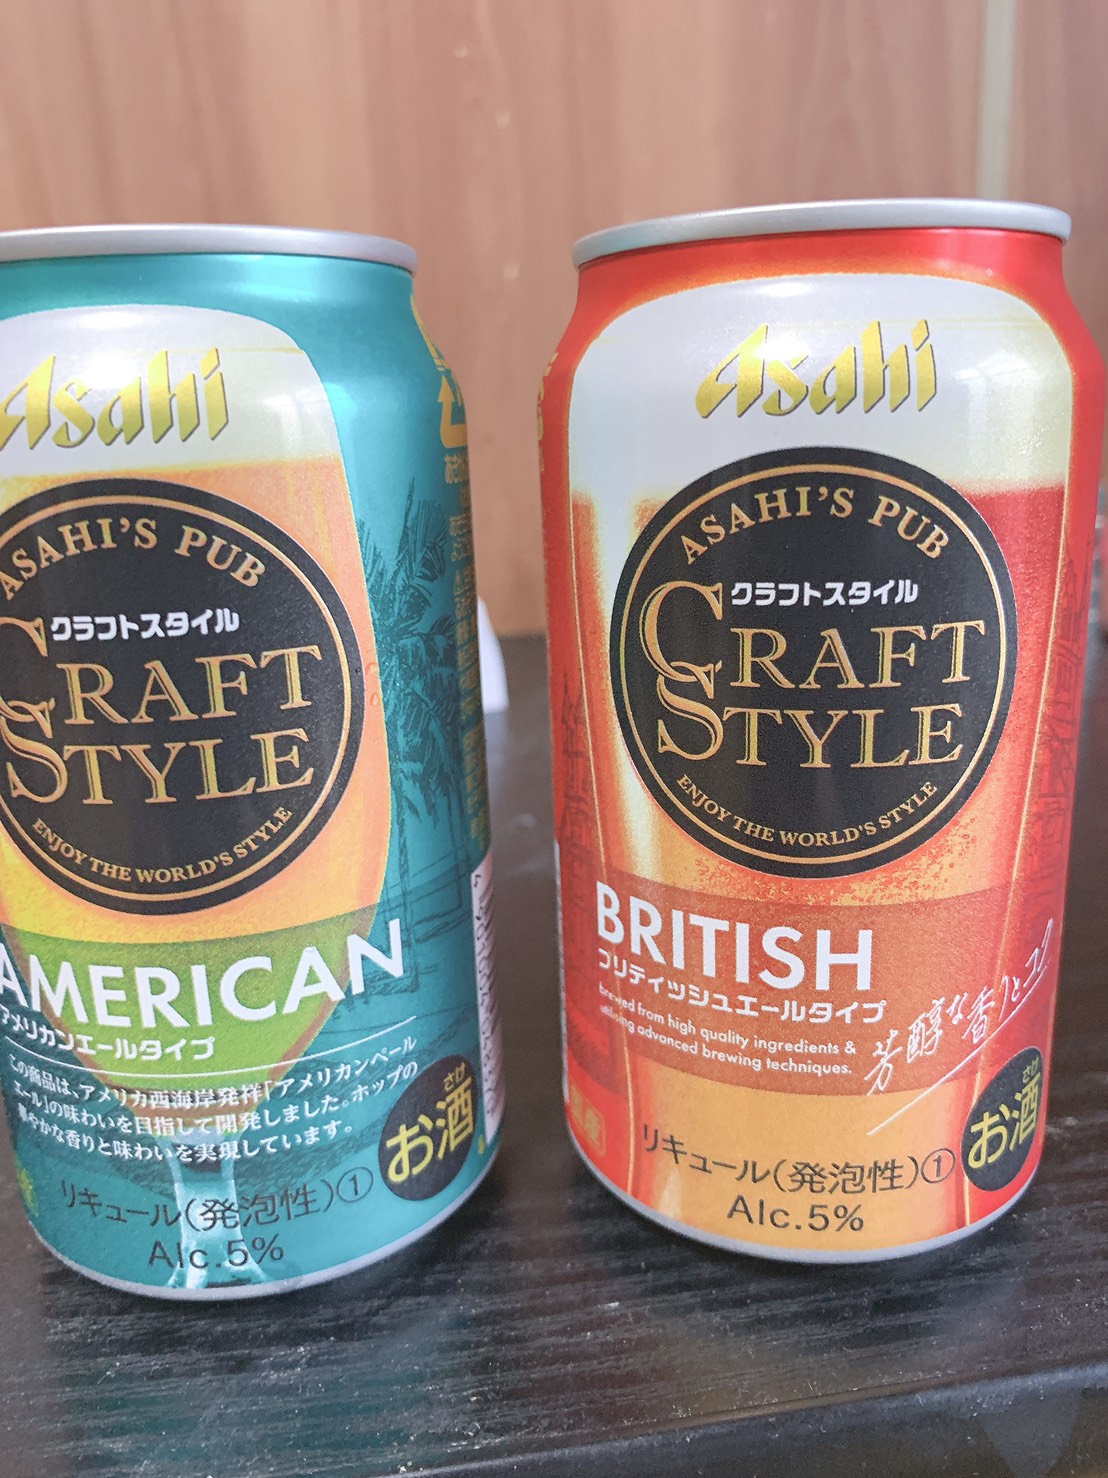 Asahi
ASAHI'S PUB
クラフトスタイル
CRAFT
STYLE
ENJOY THE WORLD'S STYLE
AMERICAN
アメリカンエールタイプ
この商品は、アメリカ西海岸発祥「アメリカンペール
エール」の味わいを目指して開発しました。ホップの
華やかな香りと味わいを実現しています。
さけ
お酒
リキュール(発泡性)①
Alc.5%
Asahi
ASAHI'S PUB
クラフトスタイル
CRAFT
STYLE
ENJOY THE WORLD'S STYLE
BRITISH
ブリティッシュエールタイプ
brewed from high quality ingredients &
utilising advanced brewing techniques.
芳醇な香りとコク
さけ
お酒
リキュール(発泡性)①
Alc.5%